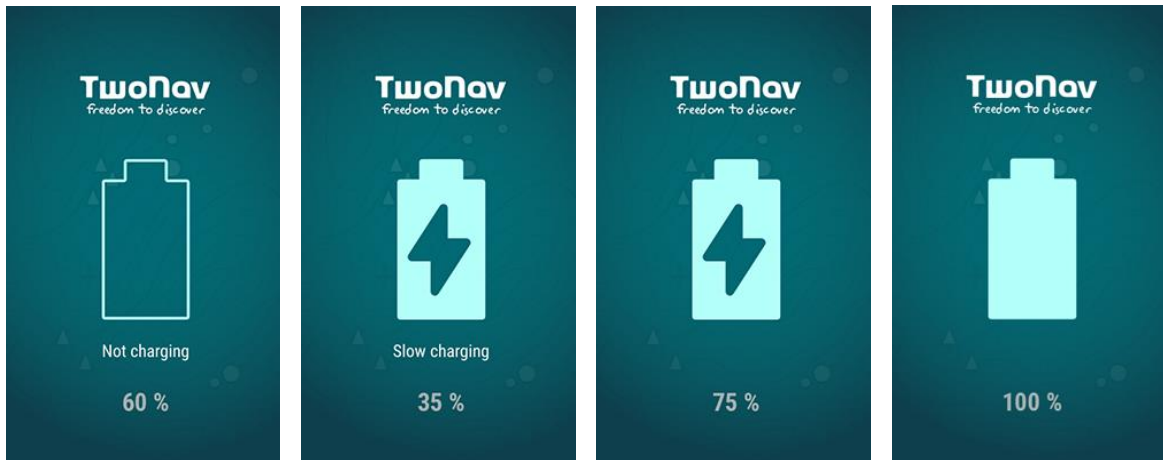 TwoNav
freedom to discover
Not charging
60 %
TwoNav
freedom to discover
Slow charging
35 %
TwoNav
freedom to discover
75 %
TwoNav
freedom to discover
100 %